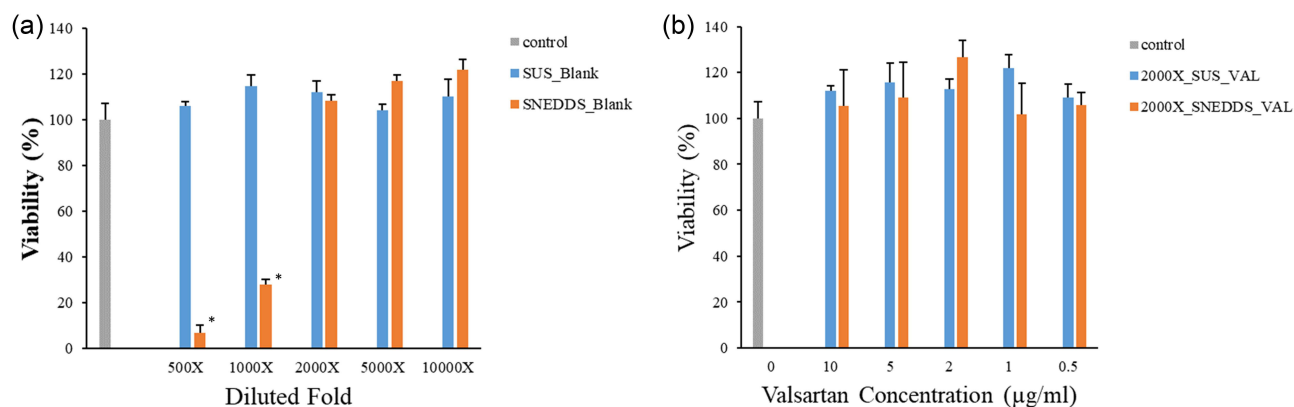 (a)
Viability (%)
140
120
100
80
60
40
20
0
*
*
500X 1000X 2000X 5000X 10000X
Diluted Fold
control
SUS_Blank
SNEDDS_Blank
(b)
Viability (%)
140
120
100
80
60
40
20
0
0 10 5 2 1 0.5
Valsartan Concentration (µg/ml)
control
2000X_SUS_VAL
2000X_SNEDDS_VAL